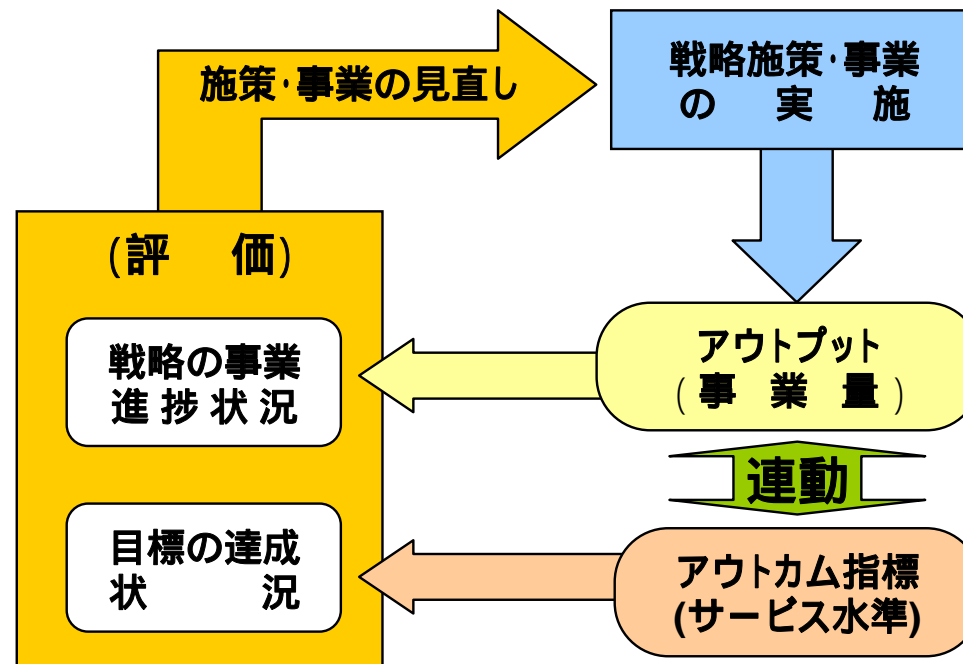 施策・事業の見直し
戦略施策・事業
の 実 施
(評 価)
戦略の事業
進捗状況
アウトプット
(事 業 量)
連動
目標の達成
状 況
アウトカム指標
(サービス水準)